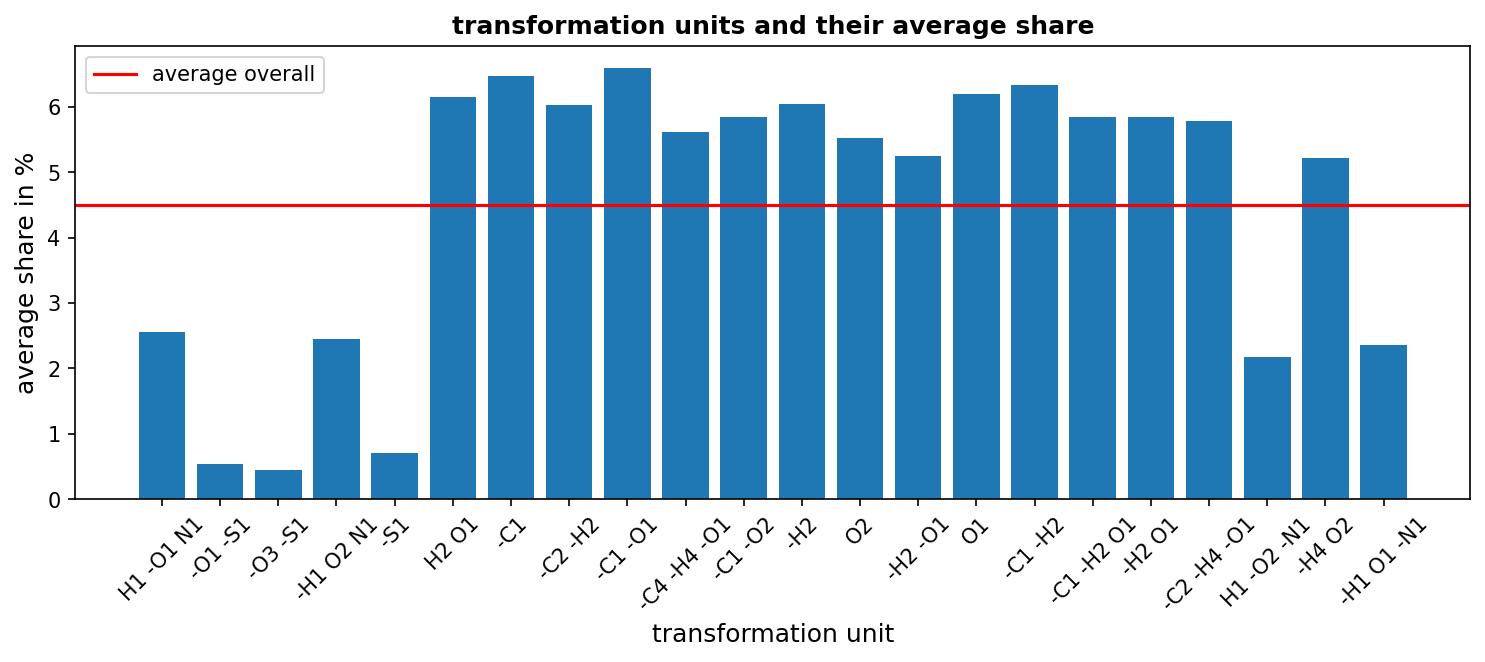 transformation units and their average share
average overall
average share in %
6
5
4
3
2
1
0
H1 -O1 N1
-O1 -S1
-O3 -S1
-H1 O2 N1
-S1
H2 O1
-C1
-C2 -H2
-C1 -O1
-C4 -H4 -O1
-C1 -O2
-H2
O2
-H2 -O1
O1
-C1 -H2
-C1 -H2 O1
-H2 O1
-C2 -H4 -O1
H1 -O2 -N1
-H4 O2
-H1 O1 -N1
transformation unit